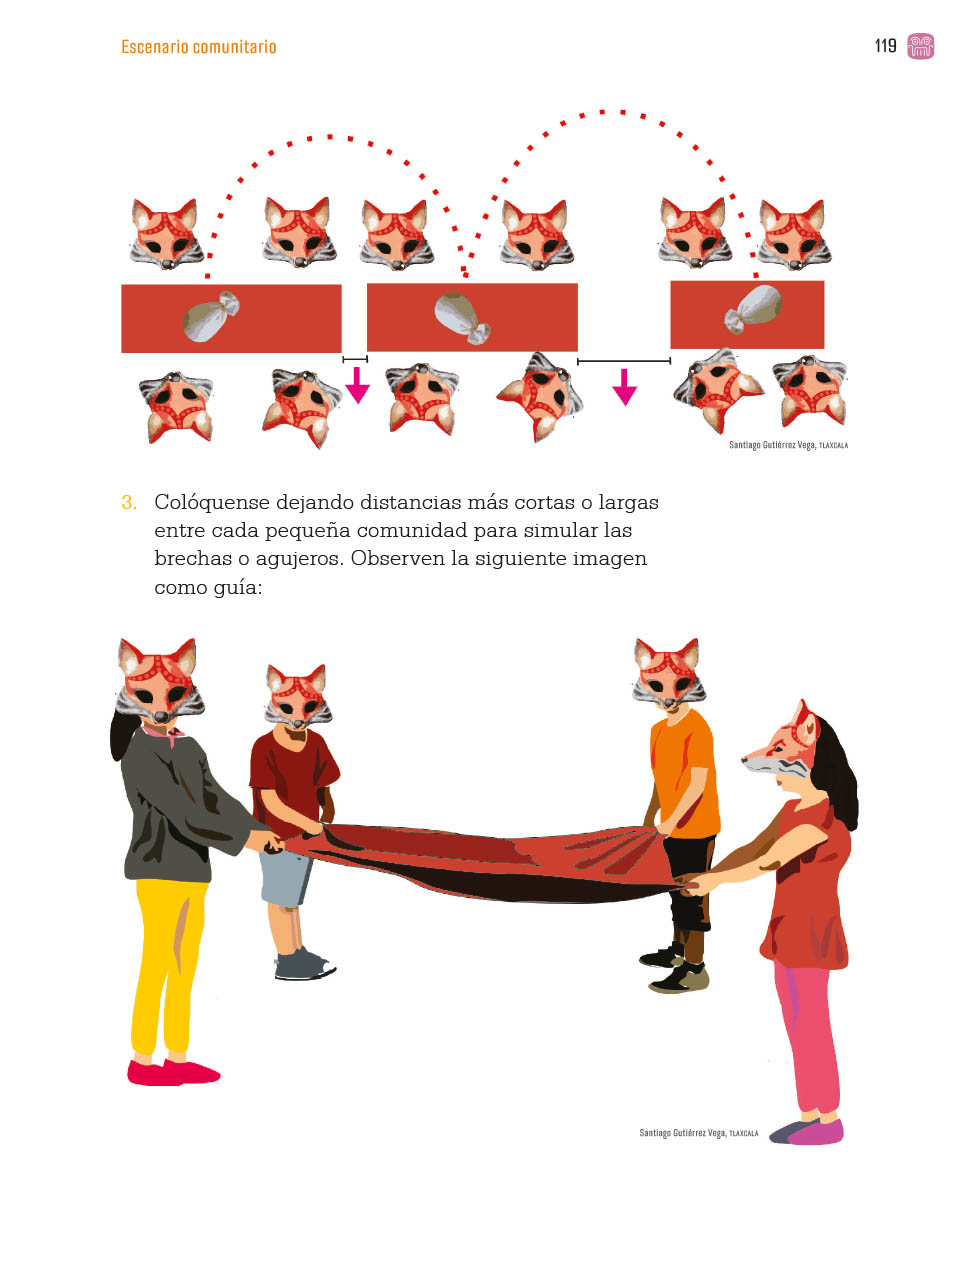 Escenario comunitario
119
Santiago Gutiérrez Vega, TLAXCALA
3. Colóquense dejando distancias más cortas o largas
entre cada pequeña comunidad para simular las
brechas o agujeros. Observen la siguiente imagen
como guía:
Santiago Gutiérrez Vega, TLAXCALA